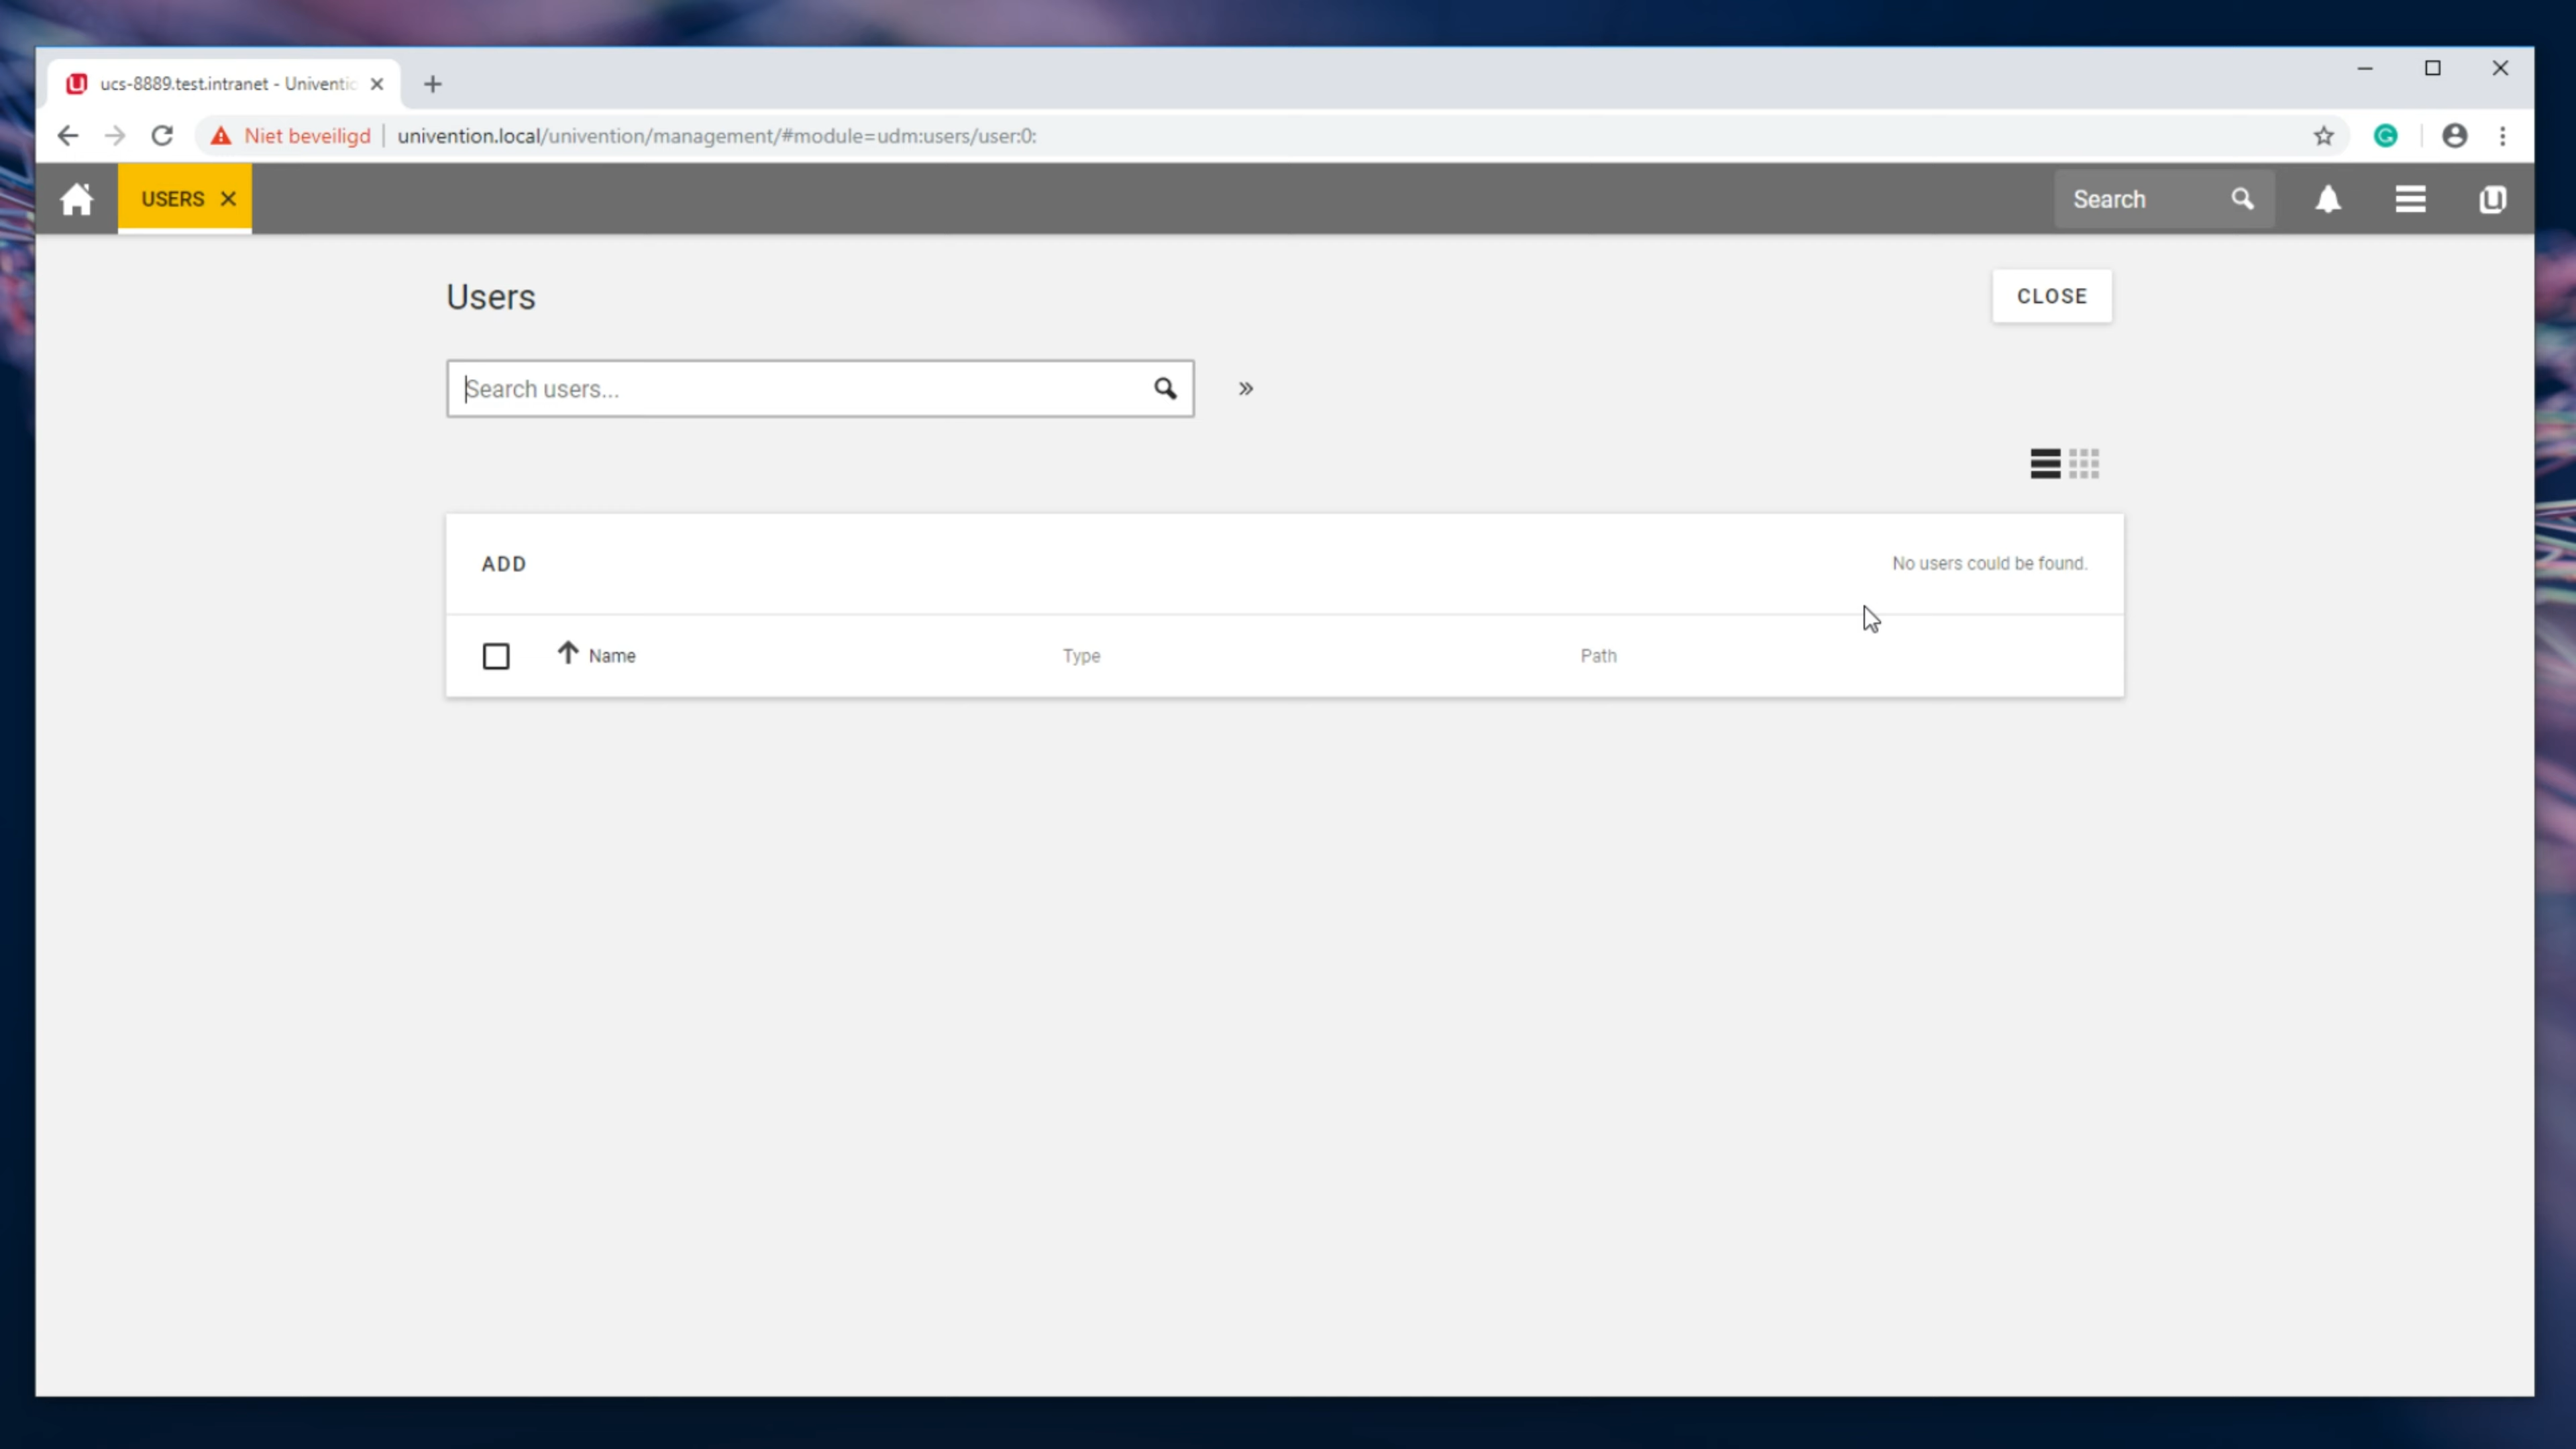 ucs-8889.test.intranet - Univentic
Niet beveiligd
univention.local/univention/management/#module=udm:users/user:0:
USERS
Search
Users
CLOSE
Search users...
ADD
No users could be found.
Name Type Path